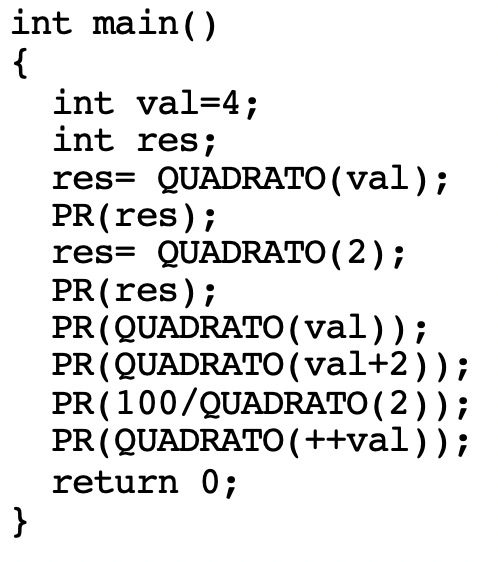 int main()
{
  int val=4;
  int res;
  res= QUADRATO(val);
  PR(res);
  res= QUADRATO(2);
  PR(res);
  PR(QUADRATO(val));
  PR(QUADRATO(val+2));
  PR(100/QUADRATO(2));
  PR(QUADRATO(++val));
  return 0;
}